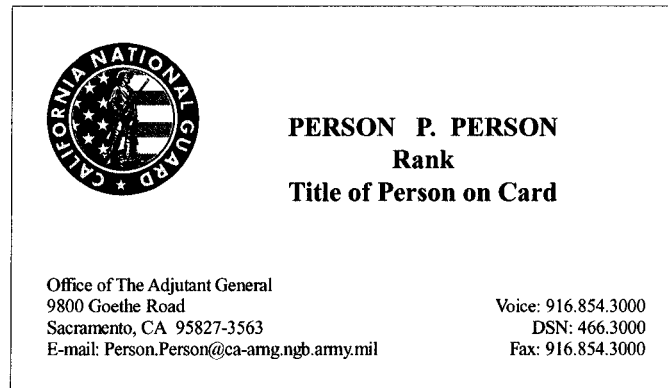 CALIFORNIA NATIONAL GUARD
PERSON P. PERSON
Rank
Title of Person on Card
Office of The Adjutant General
9800 Goethe Road
Sacramento, CA 95827-3563
E-mail: Person.Person@ca-arng.ngb.army.mil
Voice: 916.854.3000
DSN: 466.3000
Fax: 916.854.3000